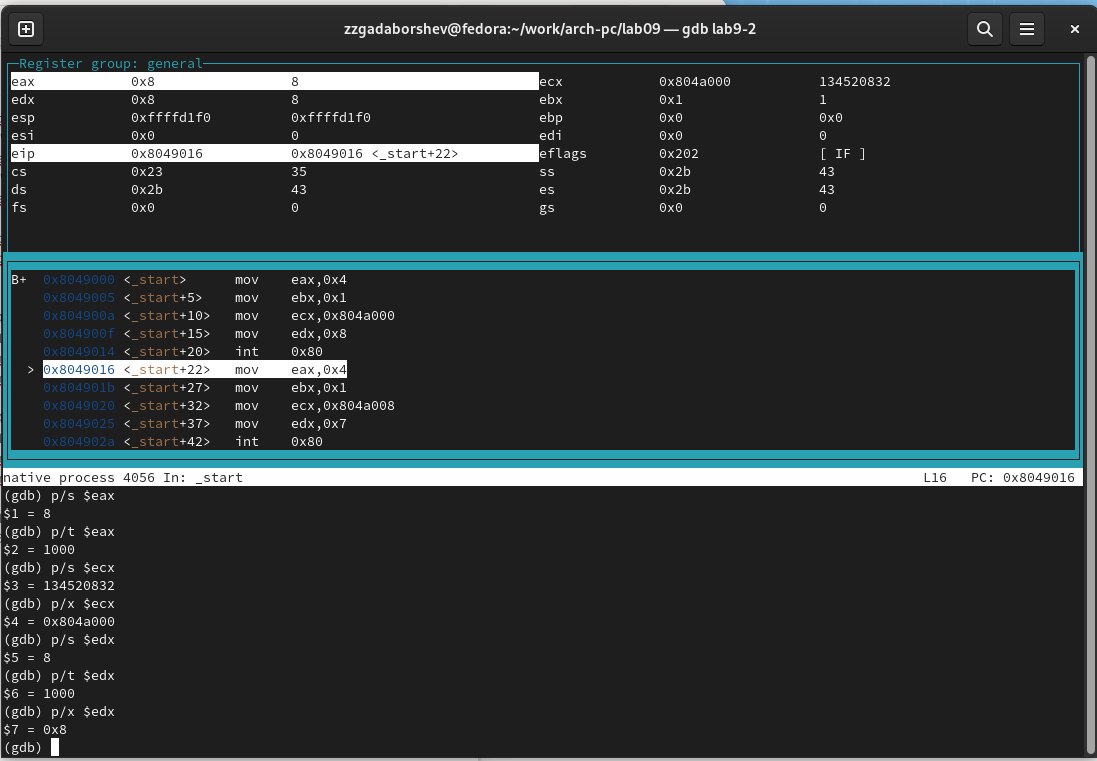 zzgadaborshev@fedora:~/work/arch-pc/lab09 — gdb lab9-2
Register group: general
eax 0x8 8 ecx 0x804a000 134520832
edx 0x8 8 ebx 0x1 1
esp 0xffffd1f0 0xffffd1f0 ebp 0x0 0x0
esi 0x0 0 edi 0x0 0
eip 0x8049016 0x8049016 <_start+22> eflags 0x202 [ IF ]
cs 0x23 35 ss 0x2b 43
ds 0x2b 43 es 0x2b 43
fs 0x0 0 gs 0x0 0
B+ 0x8049000 <_start> mov eax,0x4
0x8049005 <_start+5> mov ebx,0x1
0x804900a <_start+10> mov ecx,0x804a000
0x804900f <_start+15> mov edx,0x8
0x8049014 <_start+20> int 0x80
> 0x8049016 <_start+22> mov eax,0x4
0x804901b <_start+27> mov ebx,0x1
0x8049020 <_start+32> mov ecx,0x804a008
0x8049025 <_start+37> mov edx,0x7
0x804902a <_start+42> int 0x80
native process 4056 In: _start L16 PC: 0x8049016
(gdb) p/s $eax
$1 = 8
(gdb) p/t $eax
$2 = 1000
(gdb) p/s $ecx
$3 = 134520832
(gdb) p/x $ecx
$4 = 0x804a000
(gdb) p/s $edx
$5 = 8
(gdb) p/t $edx
$6 = 1000
(gdb) p/x $edx
$7 = 0x8
(gdb)